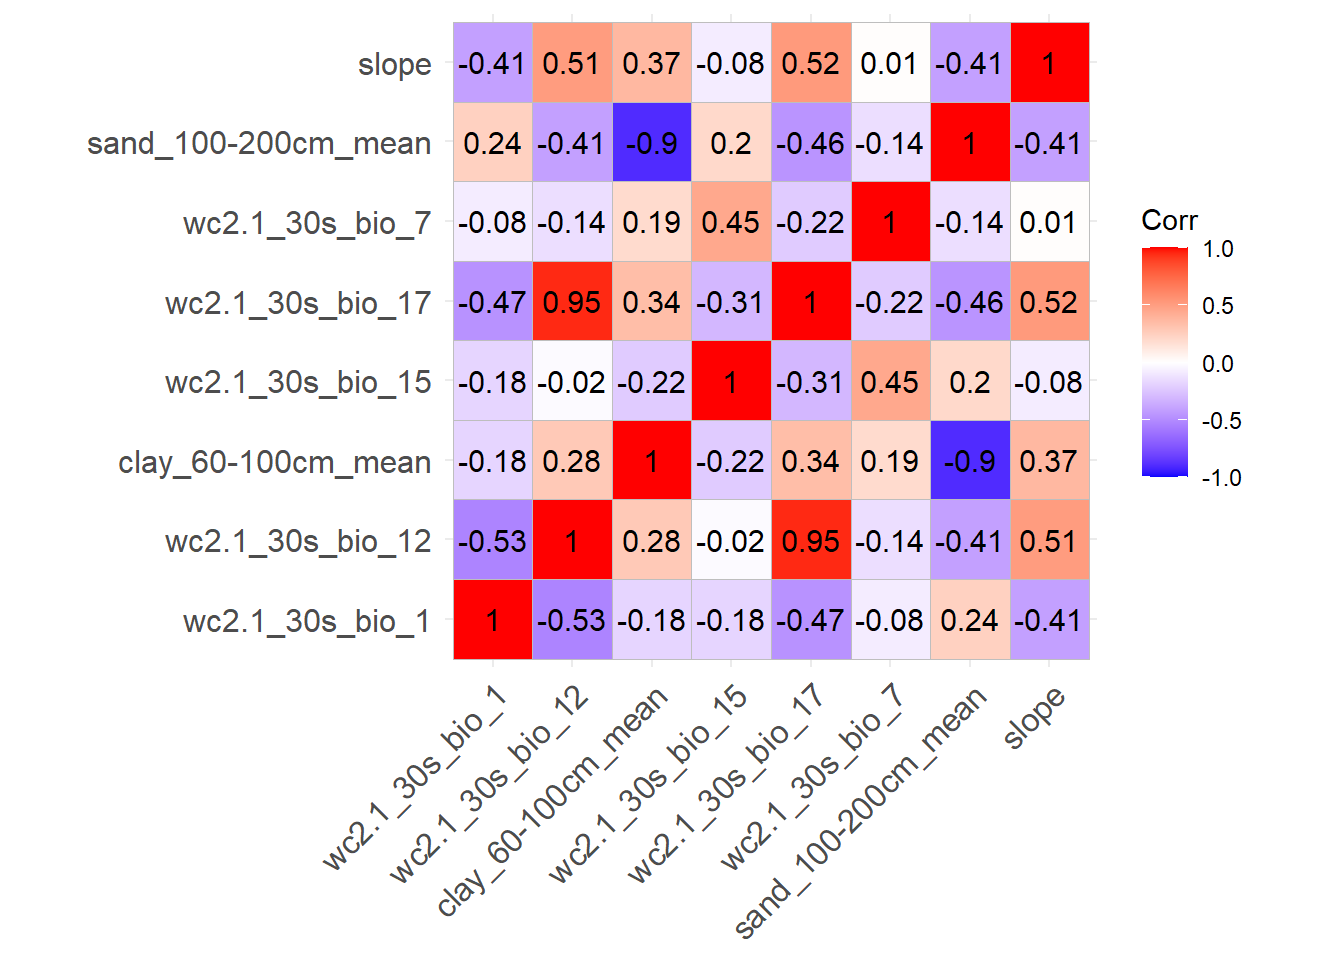 slope -0.41 0.51 0.37 -0.08 0.52 0.01 -0.41 1
sand_100-200cm_mean 0.24 -0.41 -0.9 0.2 -0.46 -0.14 1 -0.41
wc2.1_30s_bio_7 -0.08 -0.14 0.19 0.45 -0.22 1 -0.14 0.01
wc2.1_30s_bio_17 -0.47 0.95 0.34 -0.31 1 -0.22 -0.46 0.52
wc2.1_30s_bio_15 -0.18 -0.02 -0.22 1 -0.31 0.45 0.2 -0.08
clay_60-100cm_mean -0.18 0.28 1 -0.22 0.34 0.19 -0.9 0.37
wc2.1_30s_bio_12 -0.53 1 0.28 -0.02 0.95 -0.14 -0.41 0.51
wc2.1_30s_bio_1 1 -0.53 -0.18 -0.18 -0.47 -0.08 0.24 -0.41
wc2.1_30s_bio_1
wc2.1_30s_bio_12
clay_60-100cm_mean
wc2.1_30s_bio_15
wc2.1_30s_bio_17
wc2.1_30s_bio_7
sand_100-200cm_mean
slope
Corr
1.0
0.5
0.0
-0.5
-1.0